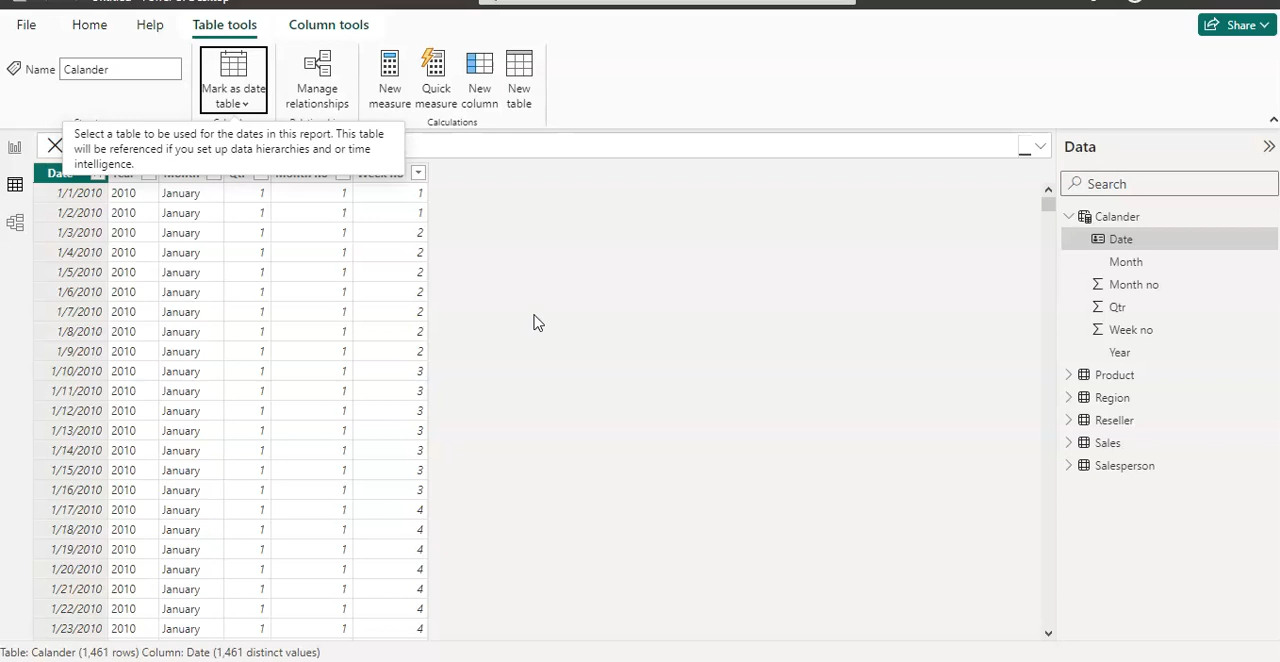 File Home Help Table tools Column tools Share
Name Calander
Mark as date table
Manage relationships
New measure
Quick measure
New column
New table
Calculations
Select a table to be used for the dates in this report. This table
will be referenced if you set up data hierarchies and or time
intelligence.
Date
1/1/2010 2010 January 1 1 1
1/2/2010 2010 January 1 1 1
1/3/2010 2010 January 1 1 2
1/4/2010 2010 January 1 1 2
1/5/2010 2010 January 1 1 2
1/6/2010 2010 January 1 1 2
1/7/2010 2010 January 1 1 2
1/8/2010 2010 January 1 1 2
1/9/2010 2010 January 1 1 2
1/10/2010 2010 January 1 1 3
1/11/2010 2010 January 1 1 3
1/12/2010 2010 January 1 1 3
1/13/2010 2010 January 1 1 3
1/14/2010 2010 January 1 1 3
1/15/2010 2010 January 1 1 3
1/16/2010 2010 January 1 1 3
1/17/2010 2010 January 1 1 4
1/18/2010 2010 January 1 1 4
1/19/2010 2010 January 1 1 4
1/20/2010 2010 January 1 1 4
1/21/2010 2010 January 1 1 4
1/22/2010 2010 January 1 1 4
1/23/2010 2010 January 1 1 4
Data
Search
Calander
Date
Month
Month no
Qtr
Week no
Year
Product
Region
Reseller
Sales
Salesperson
Table: Calander (1,461 rows) Column: Date (1,461 distinct values)